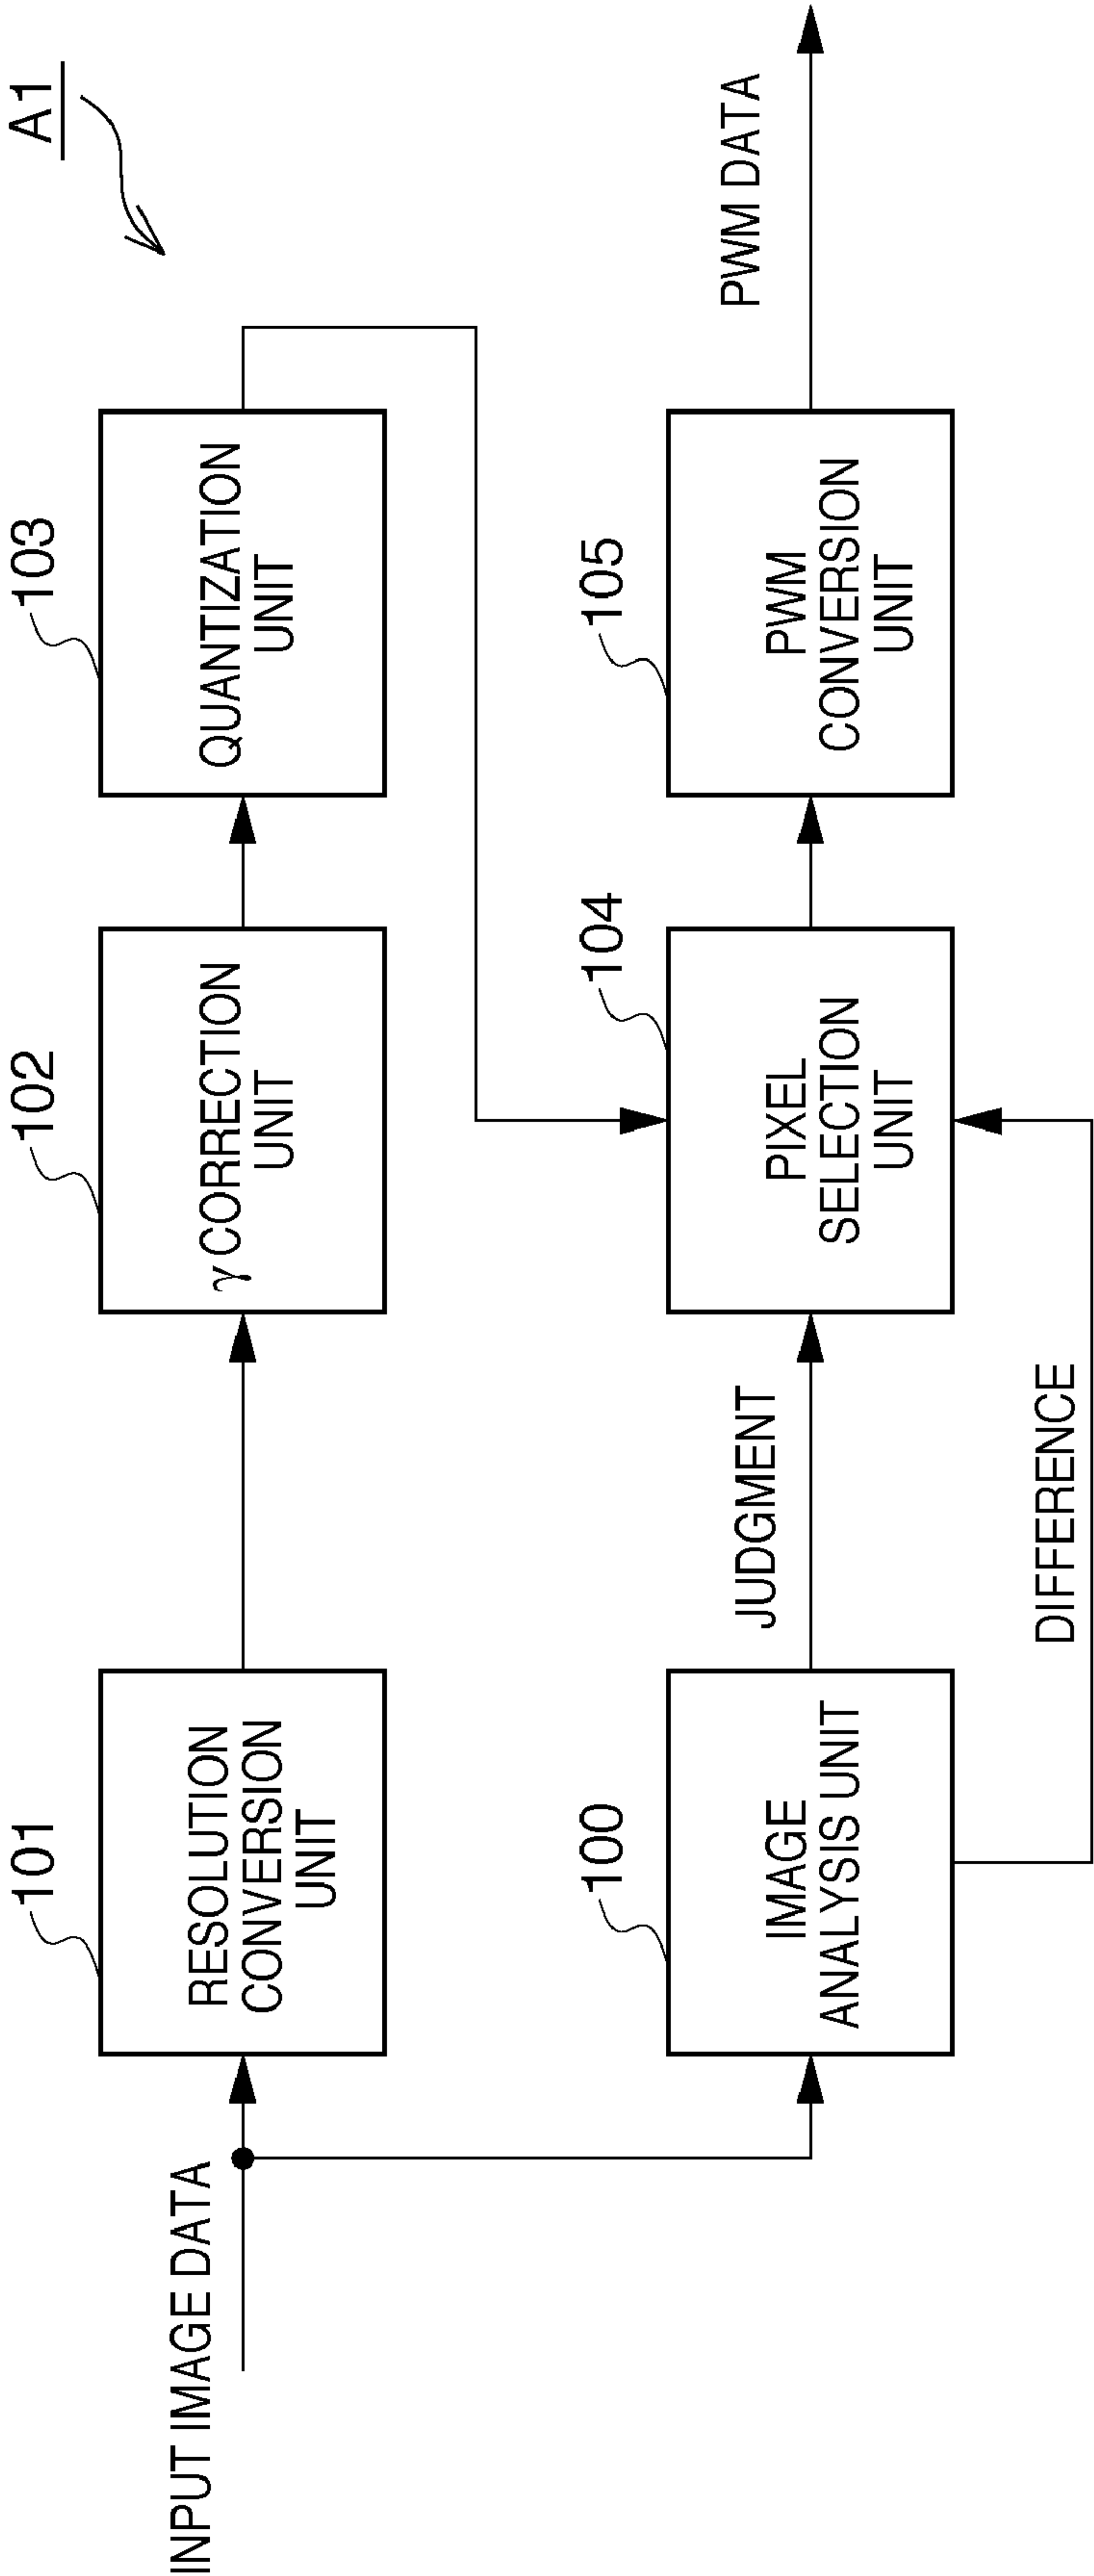 A1
INPUT IMAGE DATA
101
RESOLUTION
CONVERSION
UNIT
102
γ CORRECTION
UNIT
103
QUANTIZATION
UNIT
100
IMAGE
ANALYSIS UNIT
JUDGMENT
DIFFERENCE
104
PIXEL
SELECTION
UNIT
105
PWM
CONVERSION
UNIT
PWM DATA